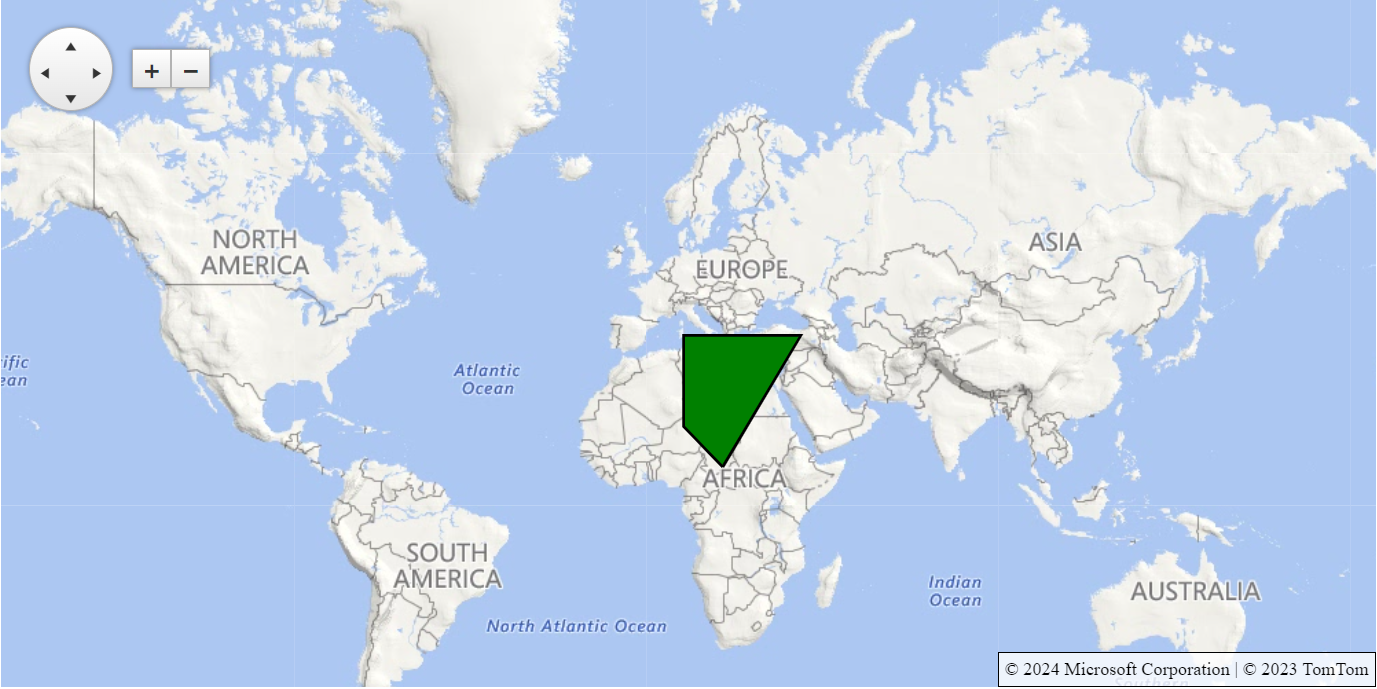 + −
NORTH
AMERICA
EUROPE
ASIA
ific
ean
Atlantic
Ocean
AFRICA
SOUTH
AMERICA
Indian
Ocean
AUSTRALIA
North Atlantic Ocean
© 2024 Microsoft Corporation | © 2023 TomTom
Southern